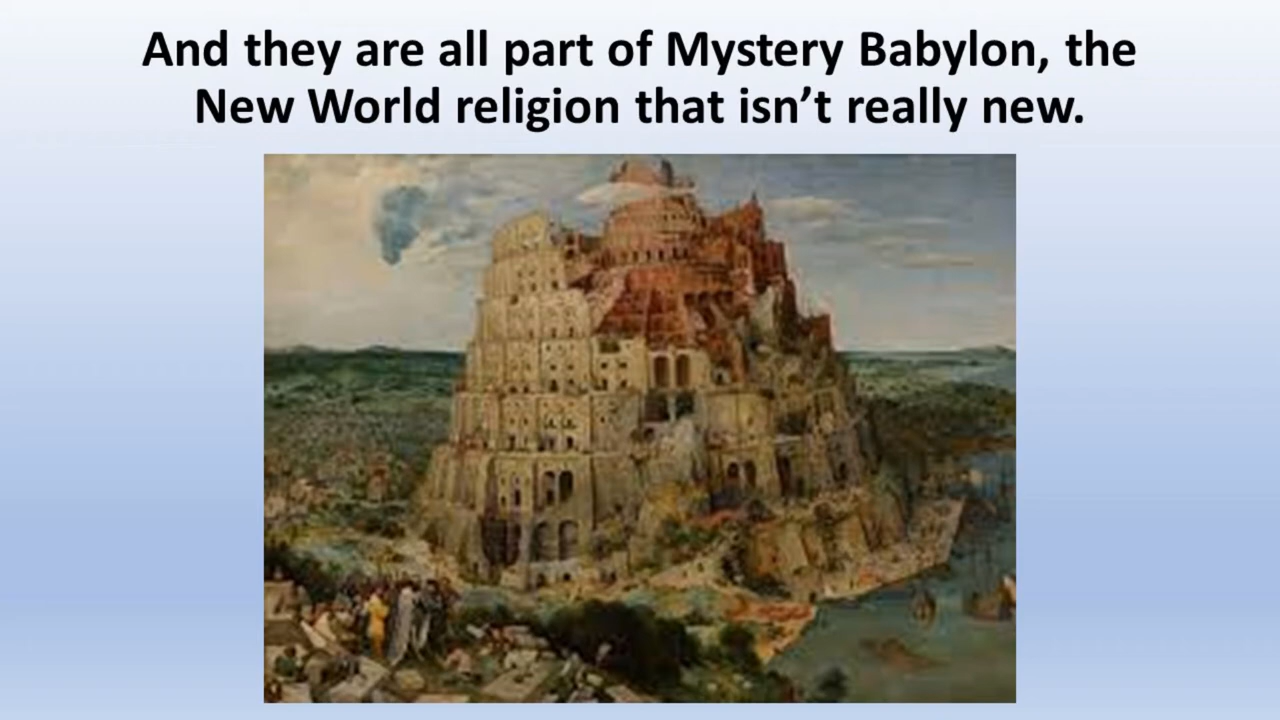 And they are all part of Mystery Babylon, the
New World religion that isn’t really new.